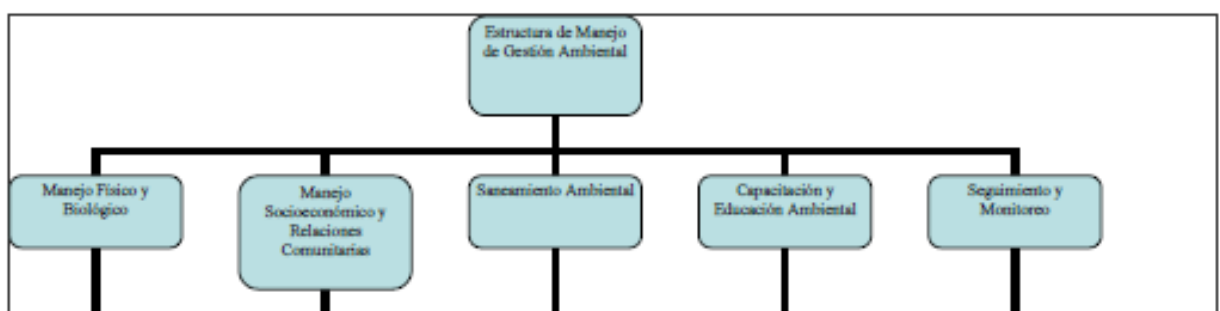 Estructura de Manejo
de Gestión Ambiental
Manejo Físico y
Biológico
Manejo
Socioeconómico y
Relaciones
Comunitarias
Saneamiento Ambiental
Capacitación y
Educación Ambiental
Seguimiento y
Monitoreo